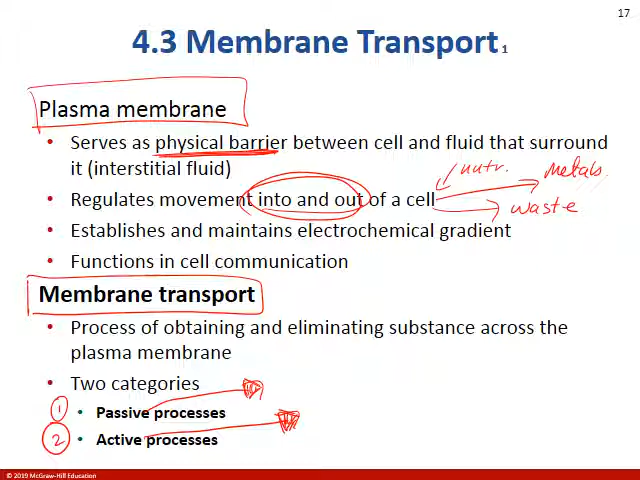 17
4.3 Membrane Transport 1
Plasma membrane
• Serves as physical barrier between cell and fluid that surround
it (interstitial fluid)
nutr. Metabs.
• Regulates movement into and out of a cell
waste
• Establishes and maintains electrochemical gradient
• Functions in cell communication
Membrane transport
• Process of obtaining and eliminating substance across the
plasma membrane
• Two categories
1 • Passive processes
2 • Active processes
© 2019 McGraw-Hill Education